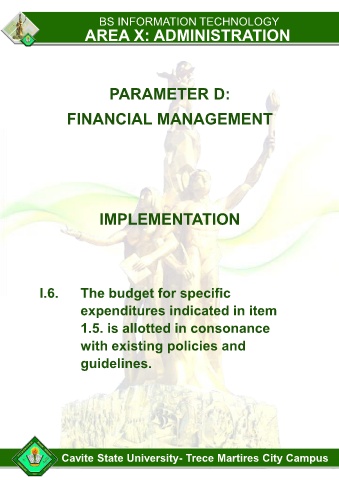 BS INFORMATION TECHNOLOGY
AREA X: ADMINISTRATION
PARAMETER D:
FINANCIAL MANAGEMENT
IMPLEMENTATION
I.6. The budget for specific
expenditures indicated in item
1.5. is allotted in consonance
with existing policies and
guidelines.
Cavite State University- Trece Martires City Campus